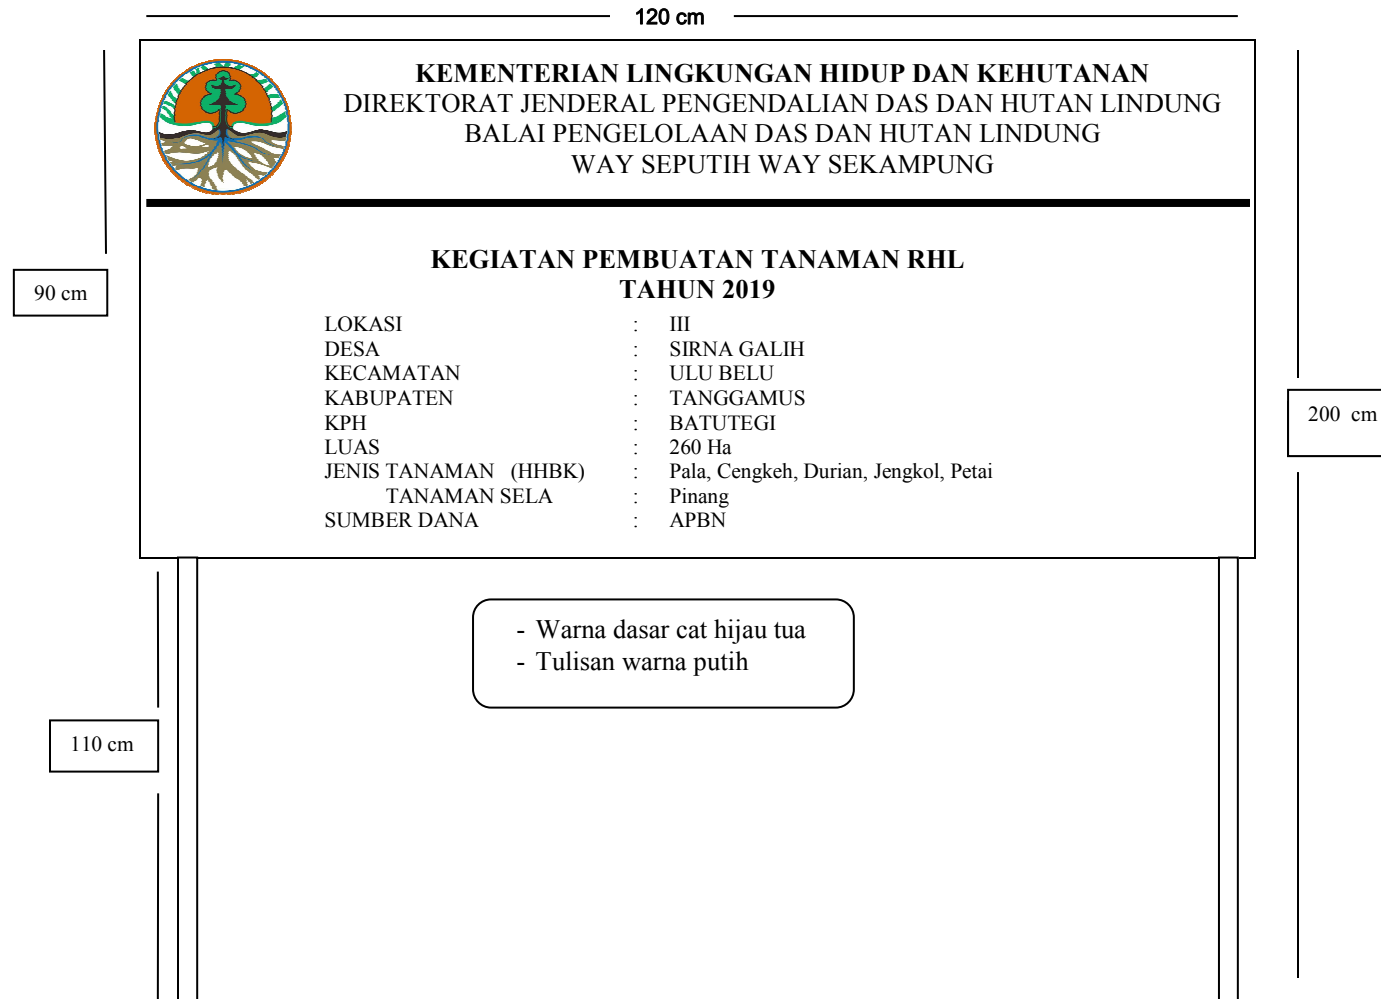 120 cm
KEMENTERIAN LINGKUNGAN HIDUP DAN KEHUTANAN
DIREKTORAT JENDERAL PENGENDALIAN DAS DAN HUTAN LINDUNG
BALAI PENGELOLAAN DAS DAN HUTAN LINDUNG
WAY SEPUTIH WAY SEKAMPUNG
KEGIATAN PEMBUATAN TANAMAN RHL
TAHUN 2019
90 cm
LOKASI : III
DESA : SIRNA GALIH
KECAMATAN : ULU BELU
KABUPATEN : TANGGAMUS
KPH : BATUTEGI
LUAS : 260 Ha
JENIS TANAMAN (HHBK) : Pala, Cengkeh, Durian, Jengkol, Petai
TANAMAN SELA : Pinang
SUMBER DANA : APBN
200 cm
- Warna dasar cat hijau tua
- Tulisan warna putih
110 cm